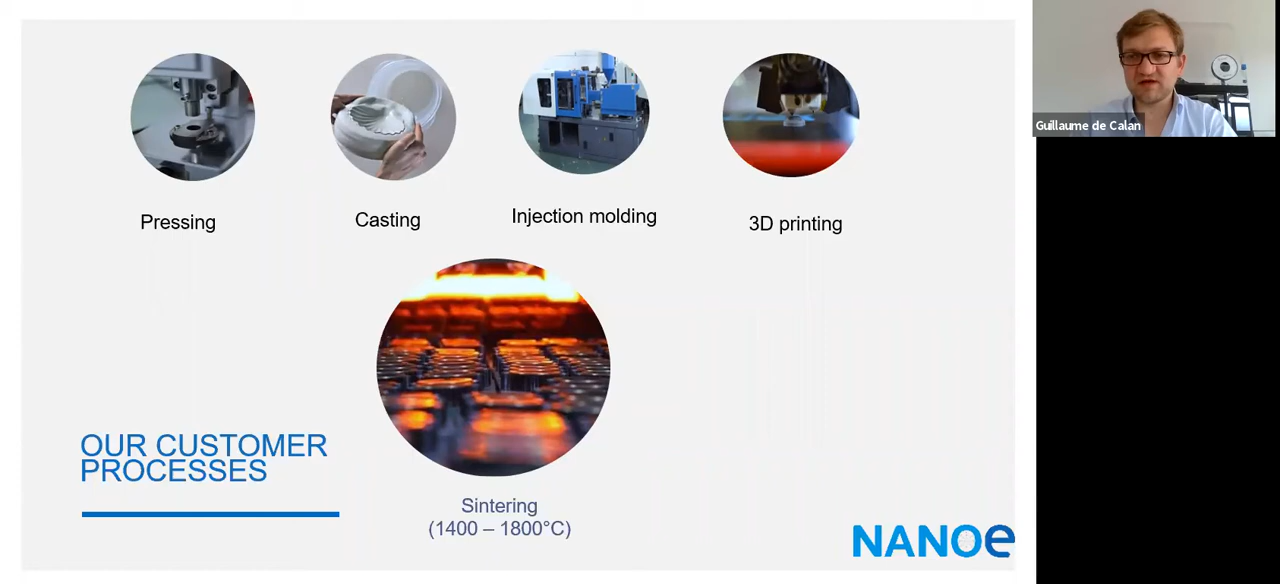 Guillaume de Calan
Pressing
Casting
Injection molding
3D printing
OUR CUSTOMER
PROCESSES
Sintering
(1400 – 1800°C)
NANOe